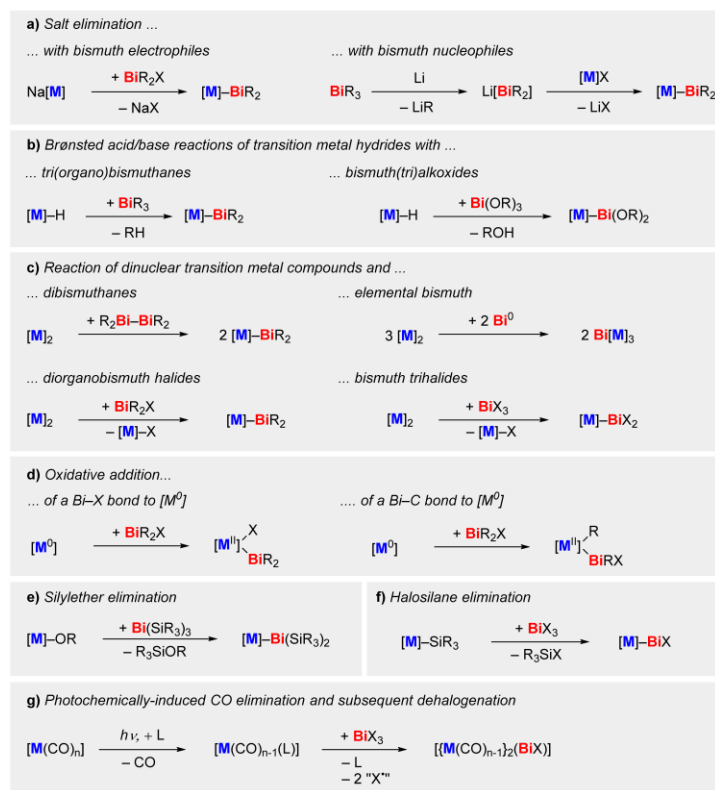 a) Salt elimination ...
... with bismuth electrophiles ... with bismuth nucleophiles
Na[M] + BiR₂X – NaX [M]–BiR₂ BiR₃ Li – LiR Li[BiR₂] [M]X – LiX [M]–BiR₂
b) Brønsted acid/base reactions of transition metal hydrides with ...
... tri(organo)bismuthanes ... bismuth(tri)alkoxides
[M]–H + BiR₃ – RH [M]–BiR₂ [M]–H + Bi(OR)₃ – ROH [M]–Bi(OR)₂
c) Reaction of dinuclear transition metal compounds and ...
... dibismuthanes ... elemental bismuth
[M]₂ + R₂Bi–BiR₂ 2 [M]–BiR₂ 3 [M]₂ + 2 Bi⁰ 2 Bi[M]₃
... diorganobismuth halides ... bismuth trihalides
[M]₂ + BiR₂X – [M]–X [M]–BiR₂ [M]₂ + BiX₃ – [M]–X [M]–BiX₂
d) Oxidative addition...
... of a Bi–X bond to [M⁰] .... of a Bi–C bond to [M⁰]
[M⁰] + BiR₂X [Mᴵᴵ] X BiR₂ [M⁰] + BiR₂X [Mᴵᴵ] R BiRX
e) Silylether elimination f) Halosilane elimination
[M]–OR + Bi(SiR₃)₃ – R₃SiOR [M]–Bi(SiR₃)₂ [M]–SiR₃ + BiX₃ – R₃SiX [M]–BiX
g) Photochemically-induced CO elimination and subsequent dehalogenation
[M(CO)ₙ] hν, + L – CO [M(CO)ₙ₋₁(L)] + BiX₃ – L – 2 "X•" [{M(CO)ₙ₋₁}₂(BiX)]